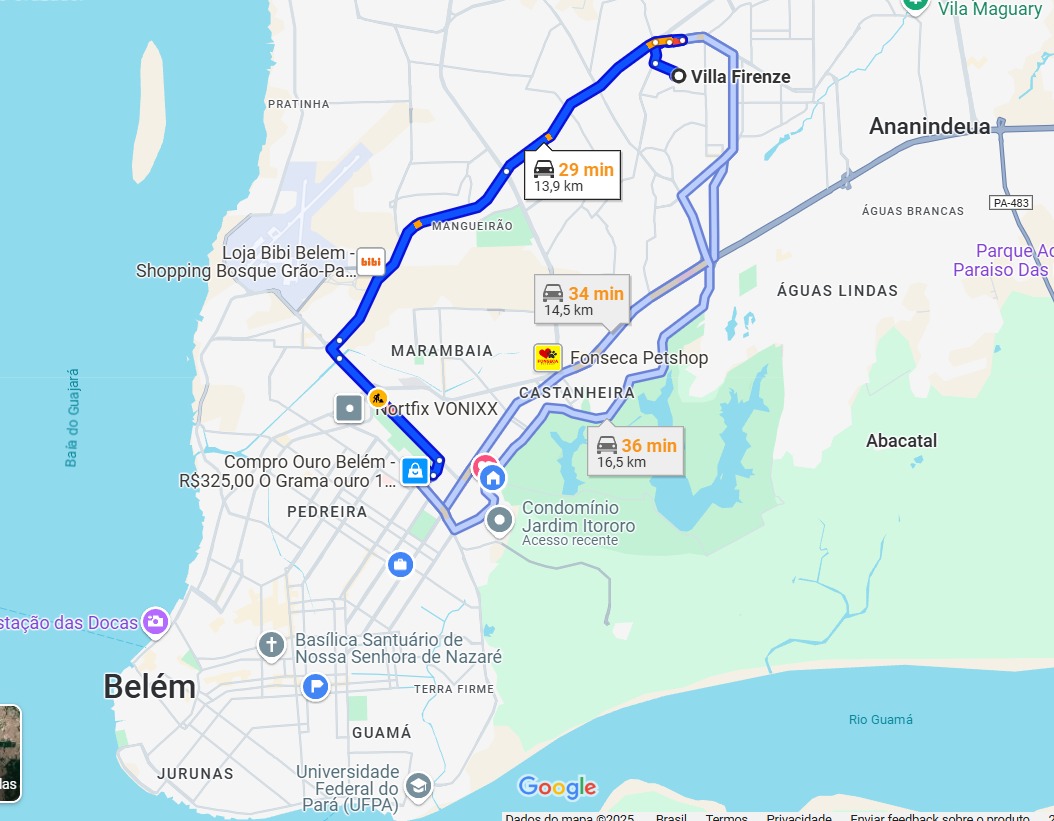 Vila Maguary
Villa Firenze
PRATINHA
Ananindeua
29 min
13,9 km
PA-483
ÁGUAS BRANCAS
MANGUEIRÃO
Loja Bibi Belem -
Shopping Bosque Grão-Pa...
bibi
Parque Ac
Paraiso Das
34 min
14,5 km
ÁGUAS LINDAS
MARAMBAIA
Fonseca Petshop
CASTANHEIRA
Baía do Guajará
Nortfix VONIXX
36 min
16,5 km
Abacatal
Compro Ouro Belém -
R$325,00 O Grama ouro 1...
PEDREIRA
Condomínio
Jardim Itororo
Acesso recente
stação das Docas
Basílica Santuário de
Nossa Senhora de Nazaré
Belém
P
TERRA FIRME
Rio Guamá
GUAMÁ
JURUNAS
Universidade
Federal do
Pará (UFPA)
las
Google
Dados do mapa ©2025 Brasil Termos Privacidade Enviar feedback sobre o produto 2